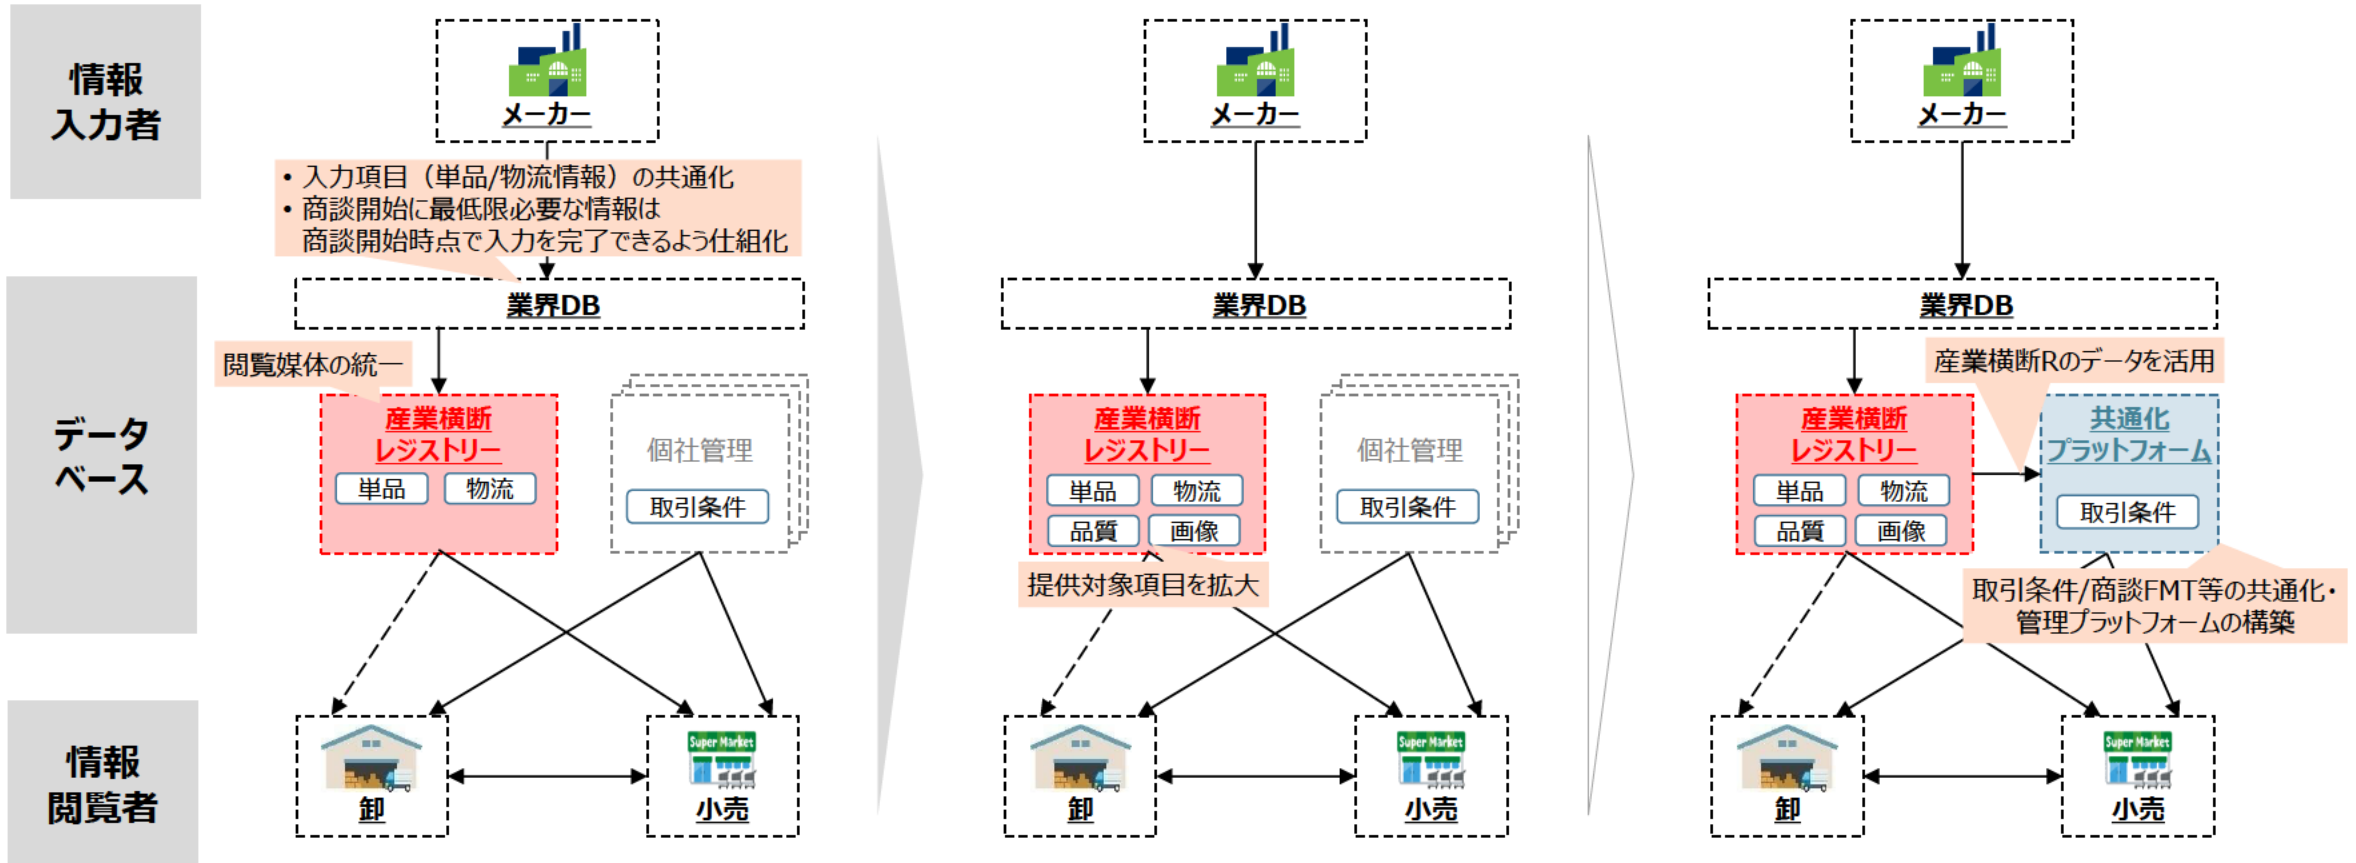 情報
入力者
データ
ベース
情報
閲覧者
メーカー
・入力項目（単品/物流情報）の共通化
・商談開始に最低限必要な情報は
商談開始時点で入力を完了できるよう仕組化
業界DB
閲覧媒体の統一
産業横断
レジストリー
単品
物流
個社管理
取引条件
Super Market
卸
小売
メーカー
業界DB
産業横断
レジストリー
単品
物流
品質
画像
個社管理
取引条件
提供対象項目を拡大
Super Market
卸
小売
メーカー
業界DB
産業横断Rのデータを活用
産業横断
レジストリー
単品
物流
品質
画像
共通化
プラットフォーム
取引条件
取引条件/商談FMT等の共通化・
管理プラットフォームの構築
Super Market
卸
小売